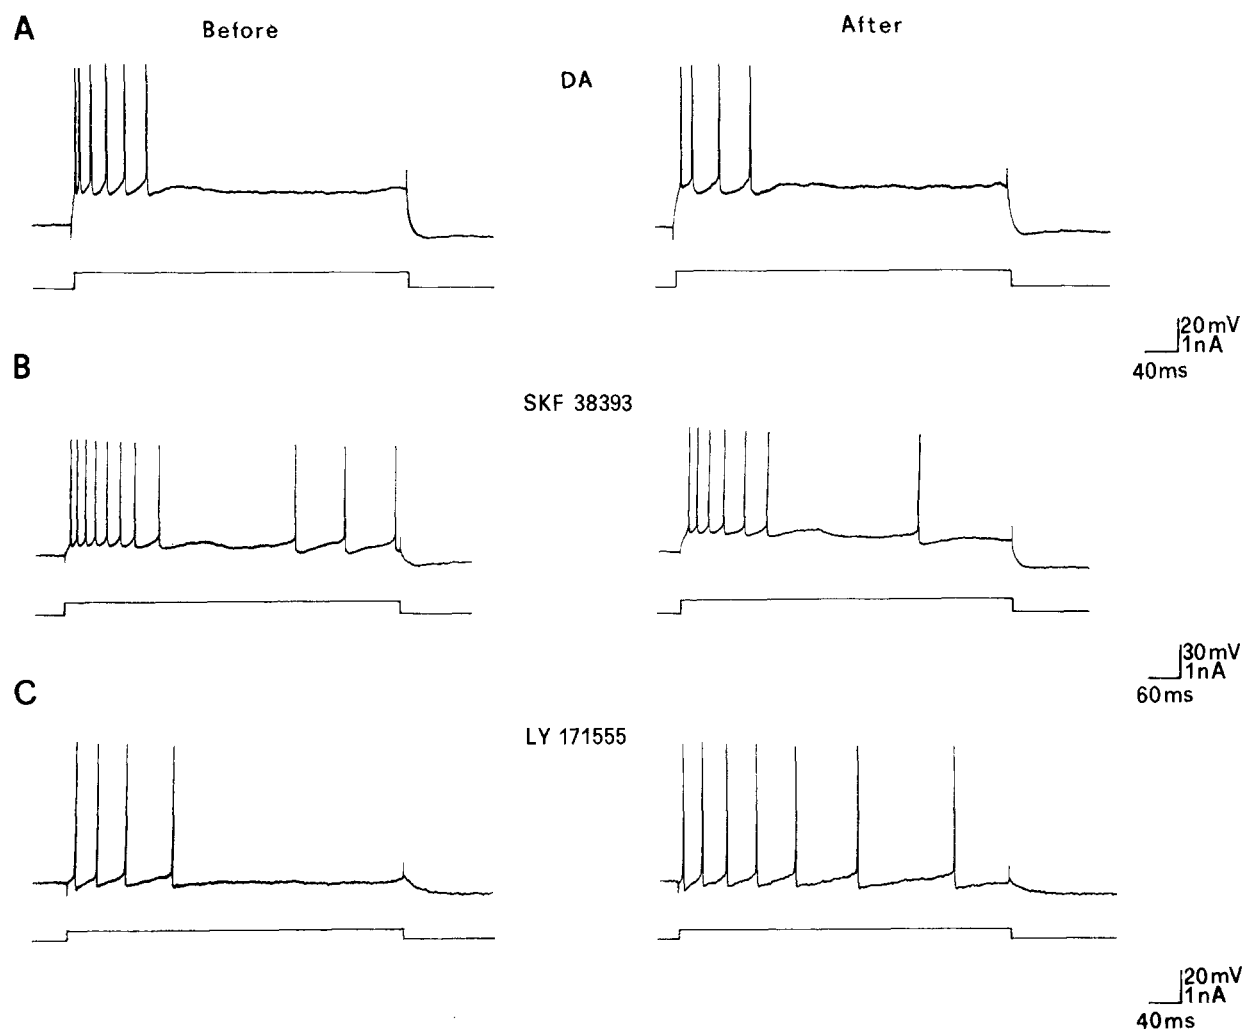 A
Before
After
DA
20mV
1nA
40ms
B
SKF 38393
30mV
1nA
60ms
C
LY 171555
20mV
1nA
40ms